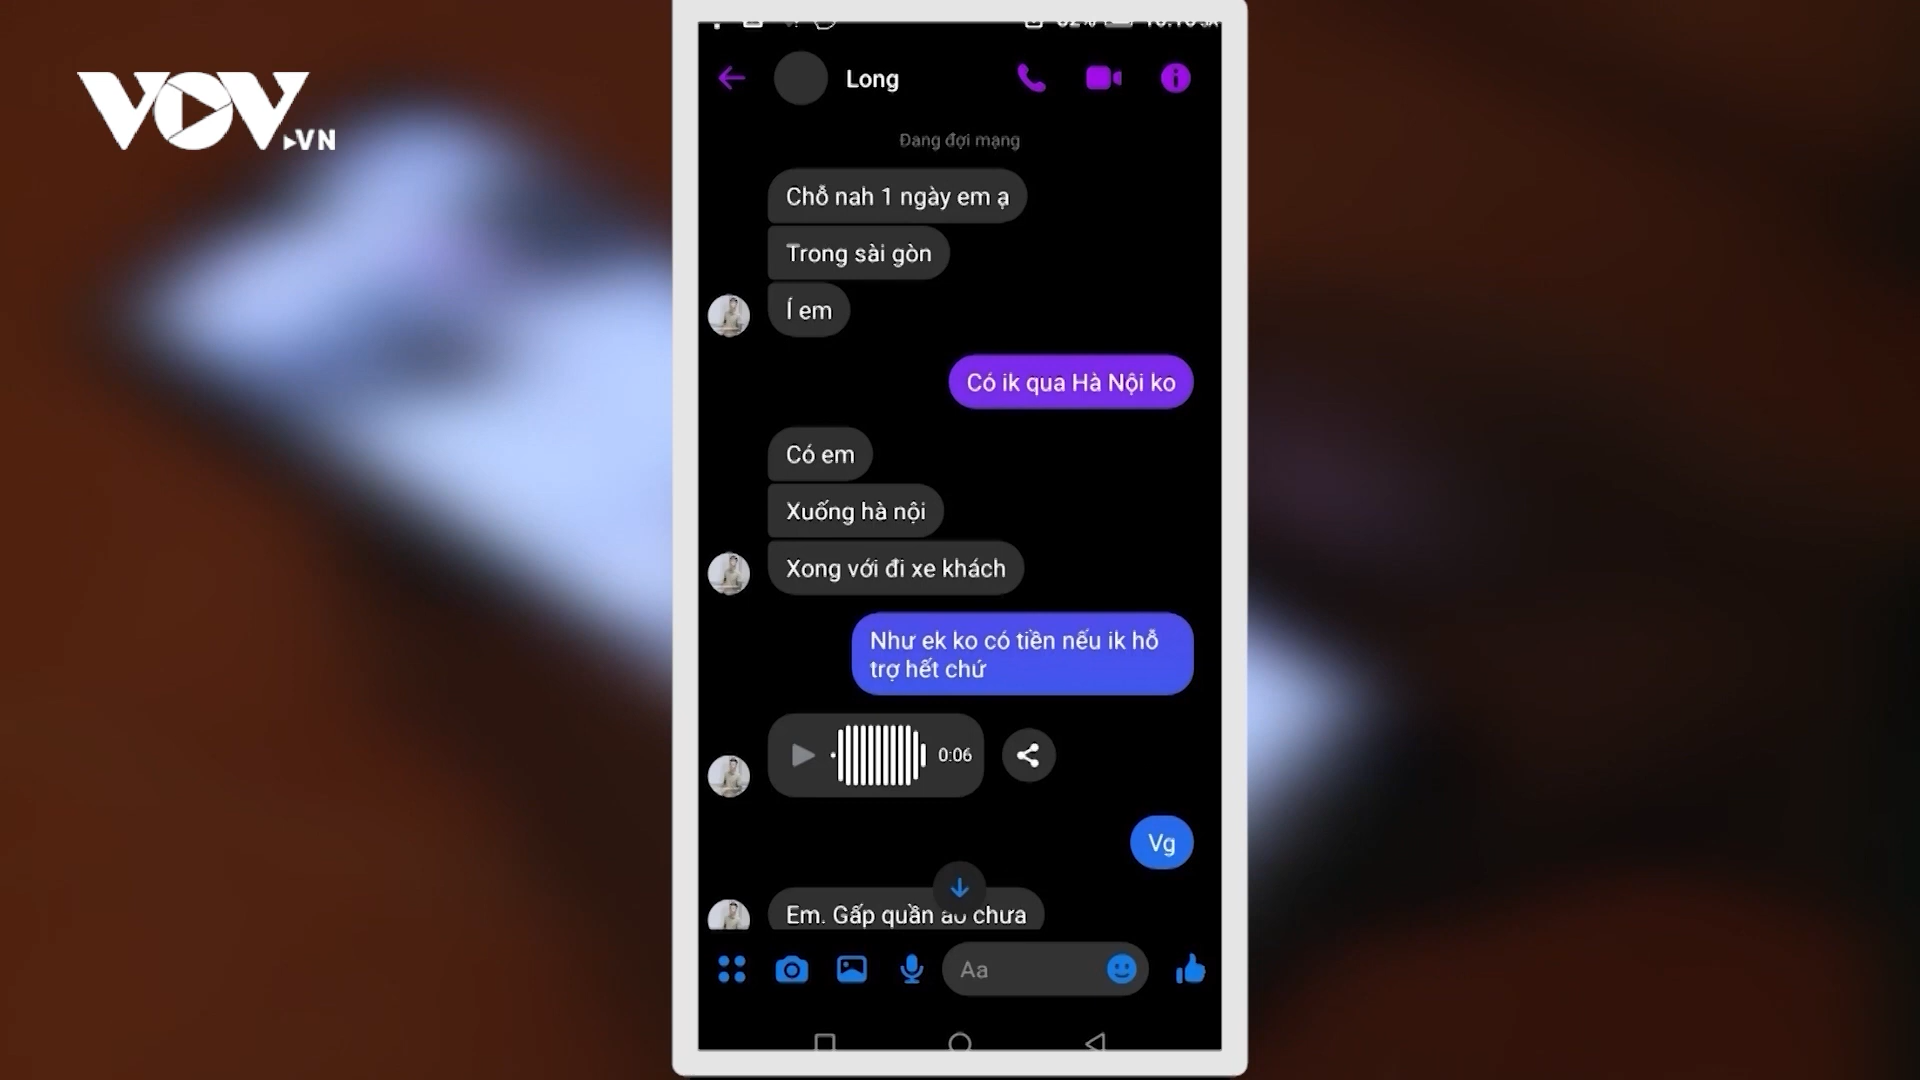 VOV.VN
Long
Đang đợi mạng
Chỗ nah 1 ngày em ạ
Trong sài gòn
Í em
Có ik qua Hà Nội ko
Có em
Xuống hà nội
Xong với đi xe khách
Như ek ko có tiền nếu ik hỗ
trợ hết chứ
0:06
Vg
Em. Gấp quần áo chưa
Aa